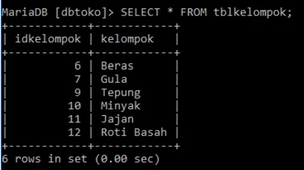 MariaDB [dbtoko]> SELECT * FROM tblkelompok;
+------------+-------------+
| idkelompok | kelompok    |
+------------+-------------+
|          6 | Beras       |
|          7 | Gula        |
|          9 | Tepung      |
|         10 | Minyak      |
|         11 | Jajan       |
|         12 | Roti Basah  |
+------------+-------------+
6 rows in set (0.00 sec)